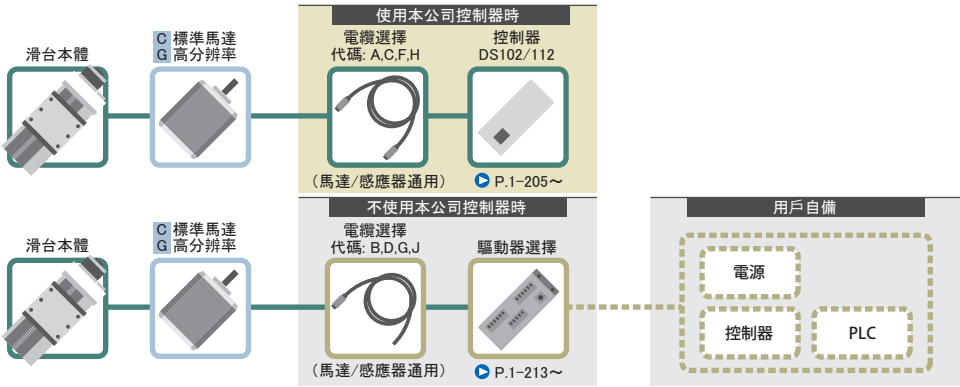 使用本公司控制器時
滑台本體
C 標準馬達
G 高分辨率
電纜選擇
代碼: A,C,F,H
控制器
DS102/112
(馬達/感應器通用)
P.1-205～
不使用本公司控制器時
用戶自備
滑台本體
C 標準馬達
G 高分辨率
電纜選擇
代碼: B,D,G,J
驅動器選擇
電源
控制器
PLC
(馬達/感應器通用)
P.1-213～